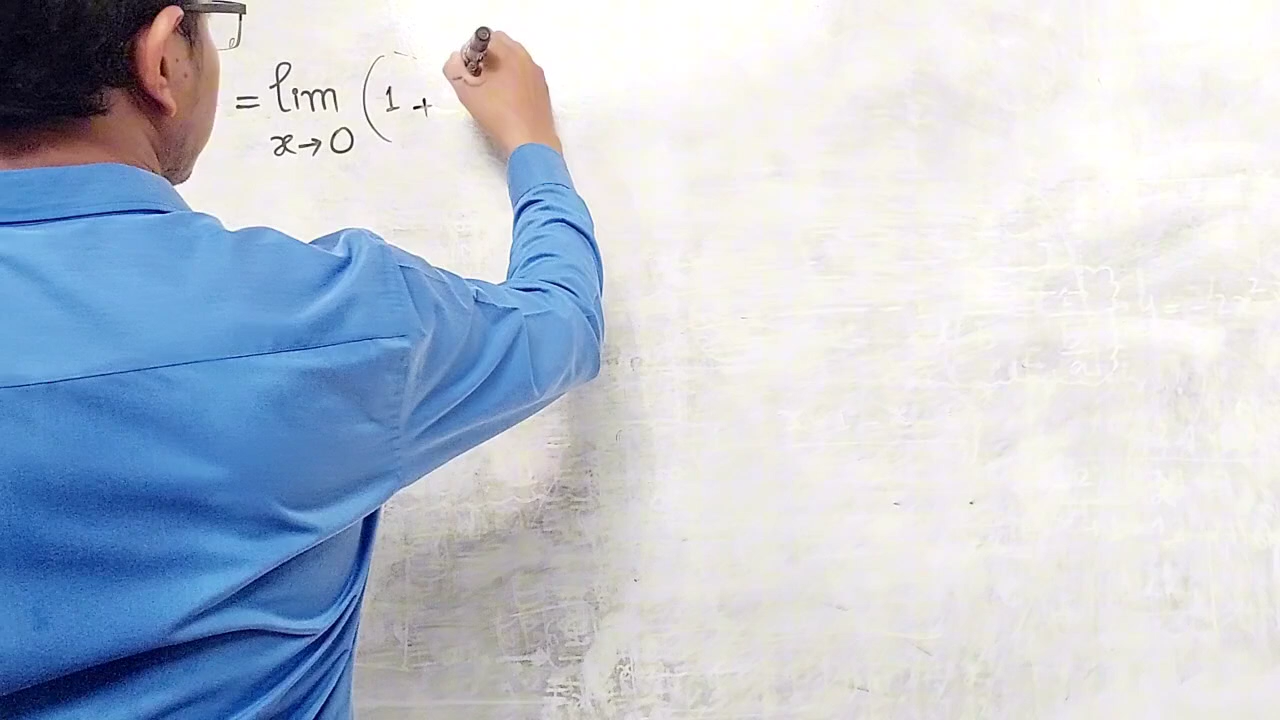 = lim (1 +
x→0